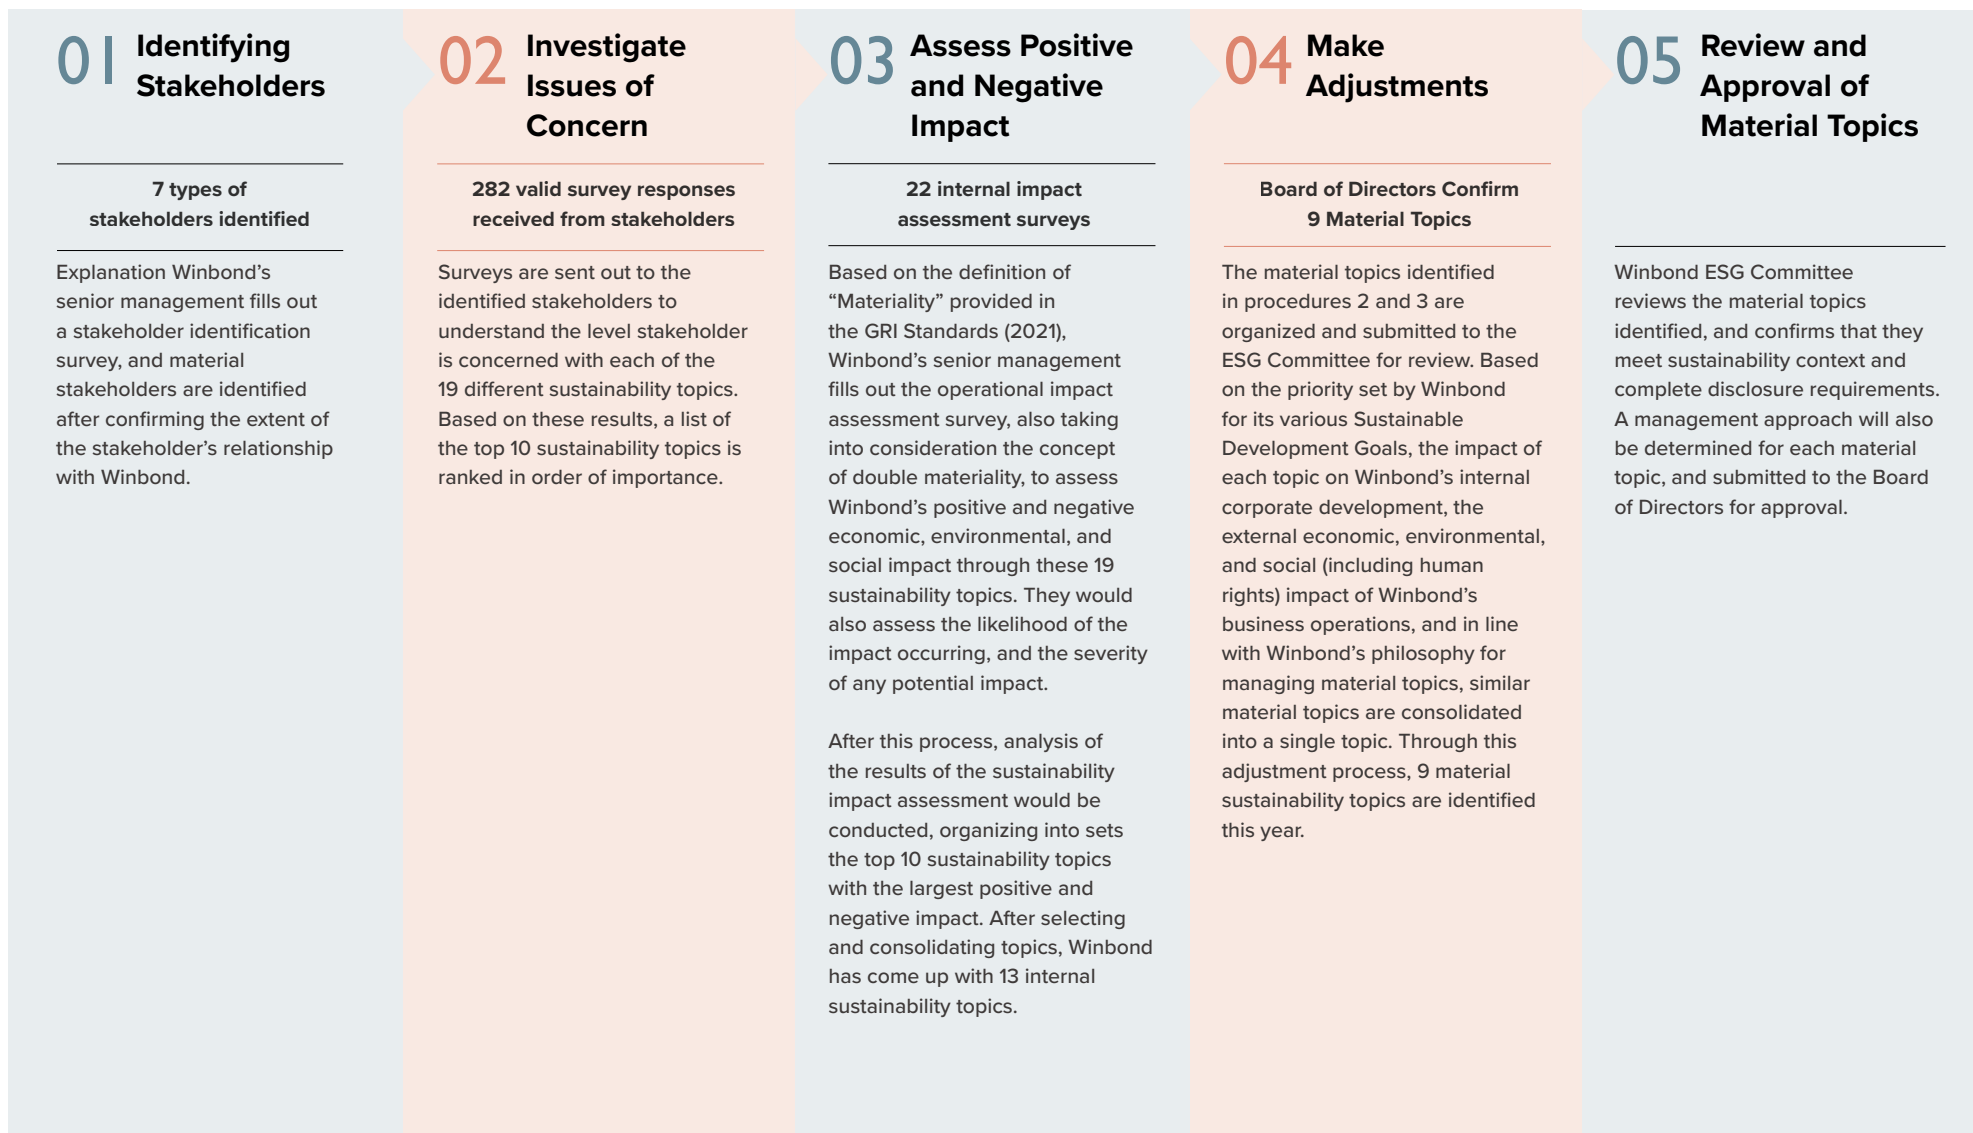 01
Identifying
Stakeholders
7 types of
stakeholders identified
Explanation Winbond’s
senior management fills out
a stakeholder identification
survey, and material
stakeholders are identified
after confirming the extent of
the stakeholder’s relationship
with Winbond.
02
Investigate
Issues of
Concern
282 valid survey responses
received from stakeholders
Surveys are sent out to the
identified stakeholders to
understand the level stakeholder
is concerned with each of the
19 different sustainability topics.
Based on these results, a list of
the top 10 sustainability topics is
ranked in order of importance.
03
Assess Positive
and Negative
Impact
22 internal impact
assessment surveys
Based on the definition of
“Materiality” provided in
the GRI Standards (2021),
Winbond’s senior management
fills out the operational impact
assessment survey, also taking
into consideration the concept
of double materiality, to assess
Winbond’s positive and negative
economic, environmental, and
social impact through these 19
sustainability topics. They would
also assess the likelihood of the
impact occurring, and the severity
of any potential impact.
After this process, analysis of
the results of the sustainability
impact assessment would be
conducted, organizing into sets
the top 10 sustainability topics
with the largest positive and
negative impact. After selecting
and consolidating topics, Winbond
has come up with 13 internal
sustainability topics.
04
Make
Adjustments
Board of Directors Confirm
9 Material Topics
The material topics identified
in procedures 2 and 3 are
organized and submitted to the
ESG Committee for review. Based
on the priority set by Winbond
for its various Sustainable
Development Goals, the impact of
each topic on Winbond’s internal
corporate development, the
external economic, environmental,
and social (including human
rights) impact of Winbond’s
business operations, and in line
with Winbond’s philosophy for
managing material topics, similar
material topics are consolidated
into a single topic. Through this
adjustment process, 9 material
sustainability topics are identified
this year.
05
Review and
Approval of
Material Topics
Winbond ESG Committee
reviews the material topics
identified, and confirms that they
meet sustainability context and
complete disclosure requirements.
A management approach will also
be determined for each material
topic, and submitted to the Board
of Directors for approval.